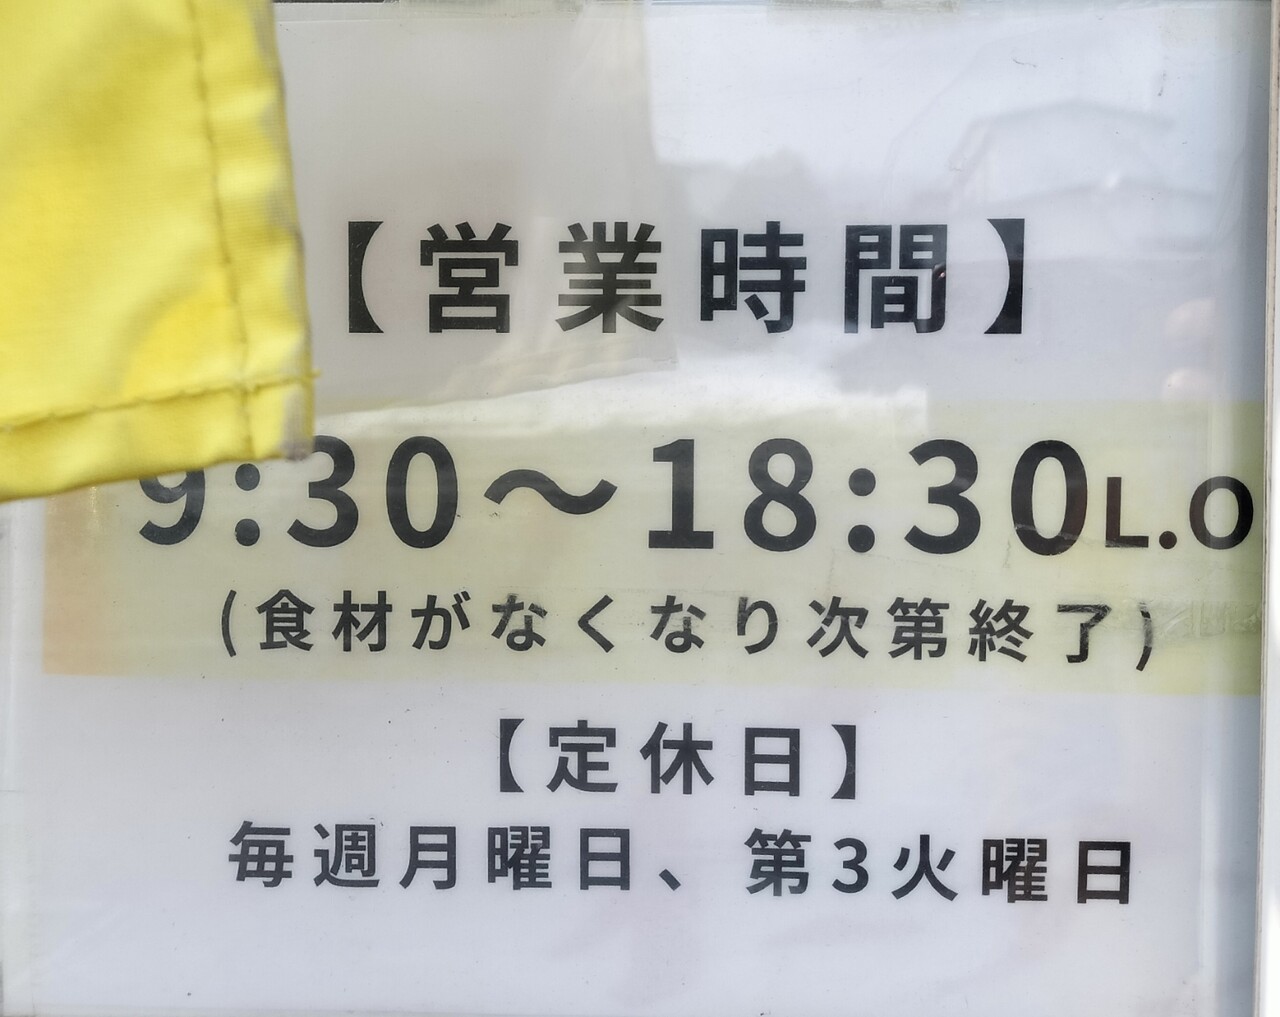 【営業時間】
9:30～18:30L.O
(食材がなくなり次第終了)
【定休日】
毎週月曜日、第3火曜日